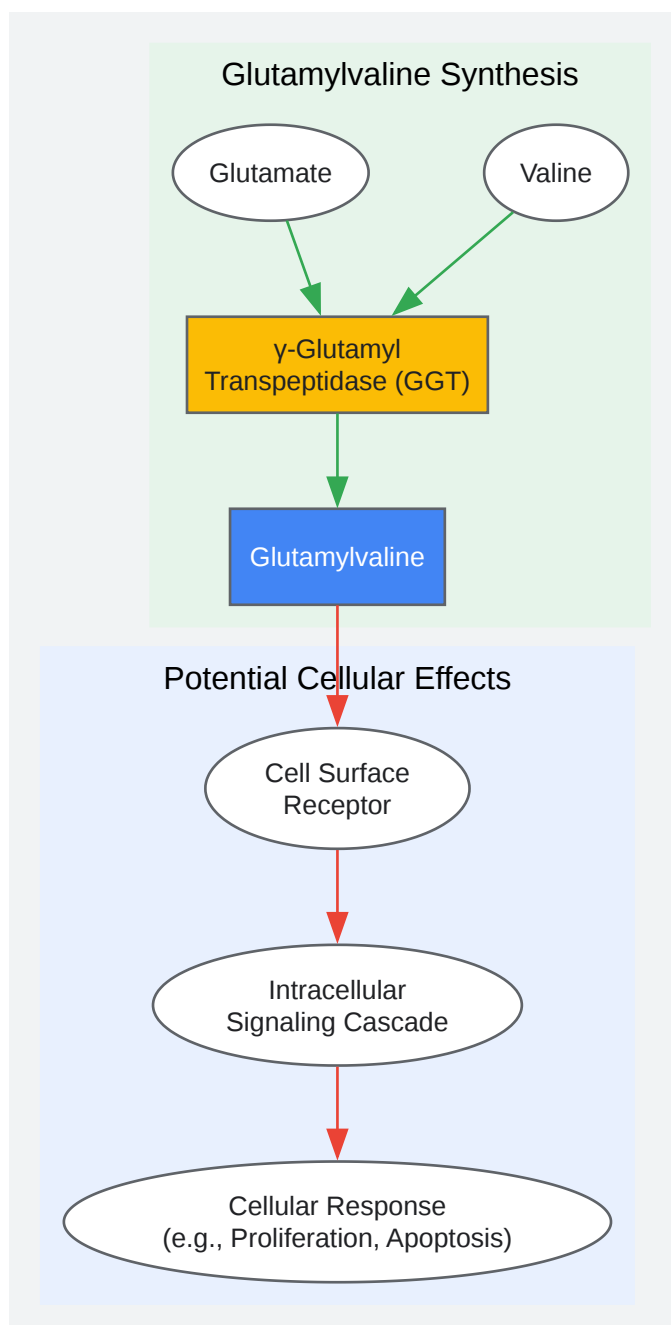 Glutamylvaline Synthesis
Glutamate
Valine
γ-Glutamyl
Transpeptidase (GGT)
Glutamylvaline
Potential Cellular Effects
Cell Surface
Receptor
Intracellular
Signaling Cascade
Cellular Response
(e.g., Proliferation, Apoptosis)